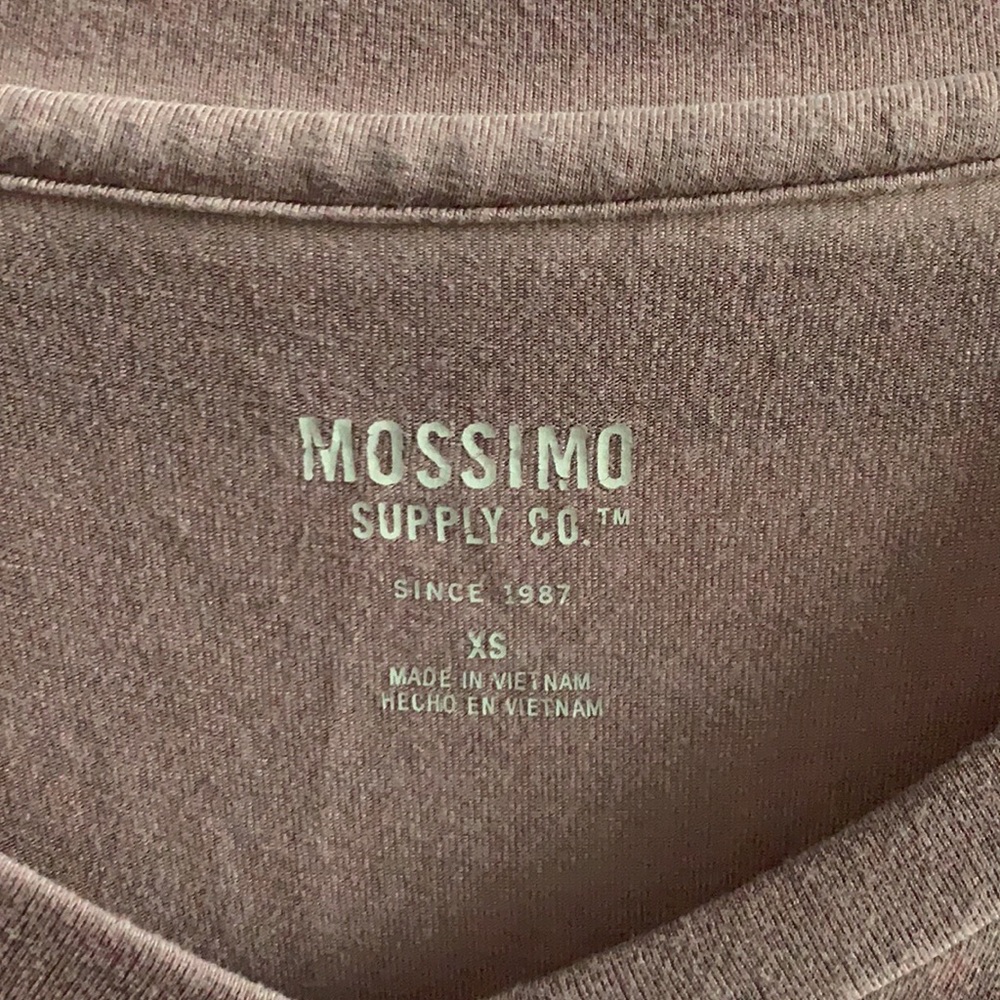 MOSSIMO
SUPPLY CO.™
SINCE 1987
XS
MADE IN VIETNAM
HECHO EN VIETNAM